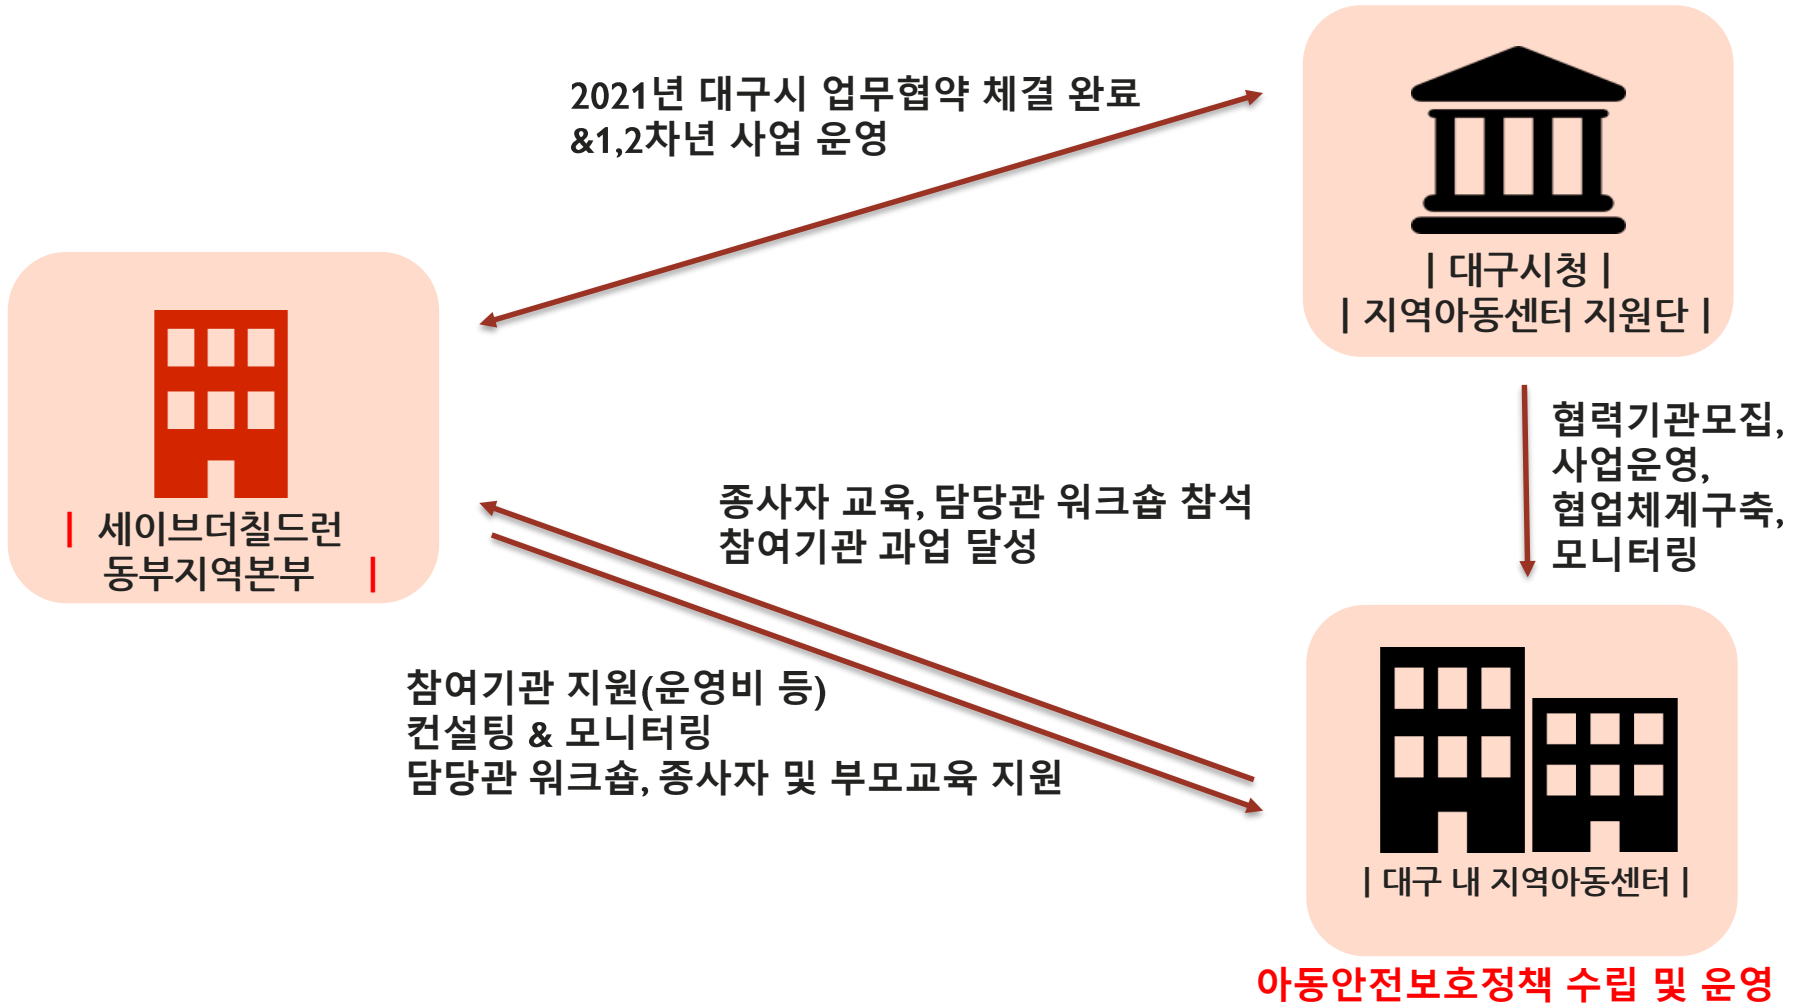 2021년 대구시 업무협약 체결 완료
&1,2차년 사업 운영
| 대구시청 |
| 지역아동센터 지원단 |
| 세이브더칠드런
동부지역본부 |
협력기관모집,
사업운영,
협업체계구축,
모니터링
종사자 교육, 담당관 워크숍 참석
참여기관 과업 달성
참여기관 지원(운영비 등)
컨설팅 & 모니터링
담당관 워크숍, 종사자 및 부모교육 지원
| 대구 내 지역아동센터 |
아동안전보호정책 수립 및 운영